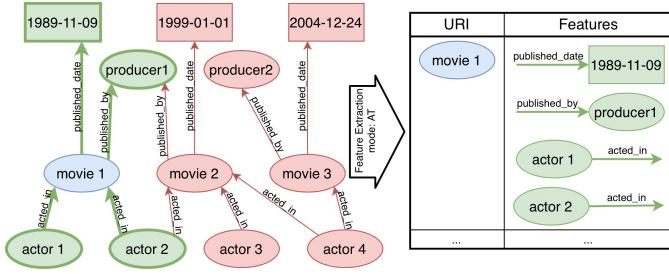 1989-11-09
1999-01-01
2004-12-24
published_date
published_date
published_date
producer1
producer2
published_by
published_by
published_by
movie 1
movie 2
movie 3
acted_in
acted_in
acted_in
acted_in
acted_in
acted_in
actor 1
actor 2
actor 3
actor 4
Feature Extraction
mode: AT
URI
Features
movie 1
published_date
1989-11-09
published_by
producer1
actor 1
acted_in
actor 2
acted_in
...
...